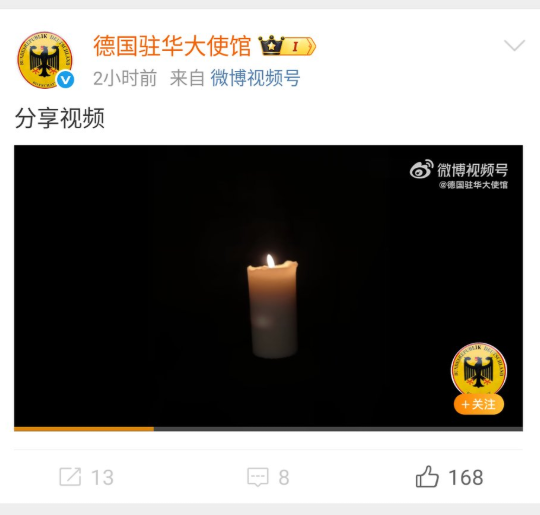 德国驻华大使馆 I
2小时前 来自 微博视频号
分享视频
微博视频号
@德国驻华大使馆
+关注
13 8 168